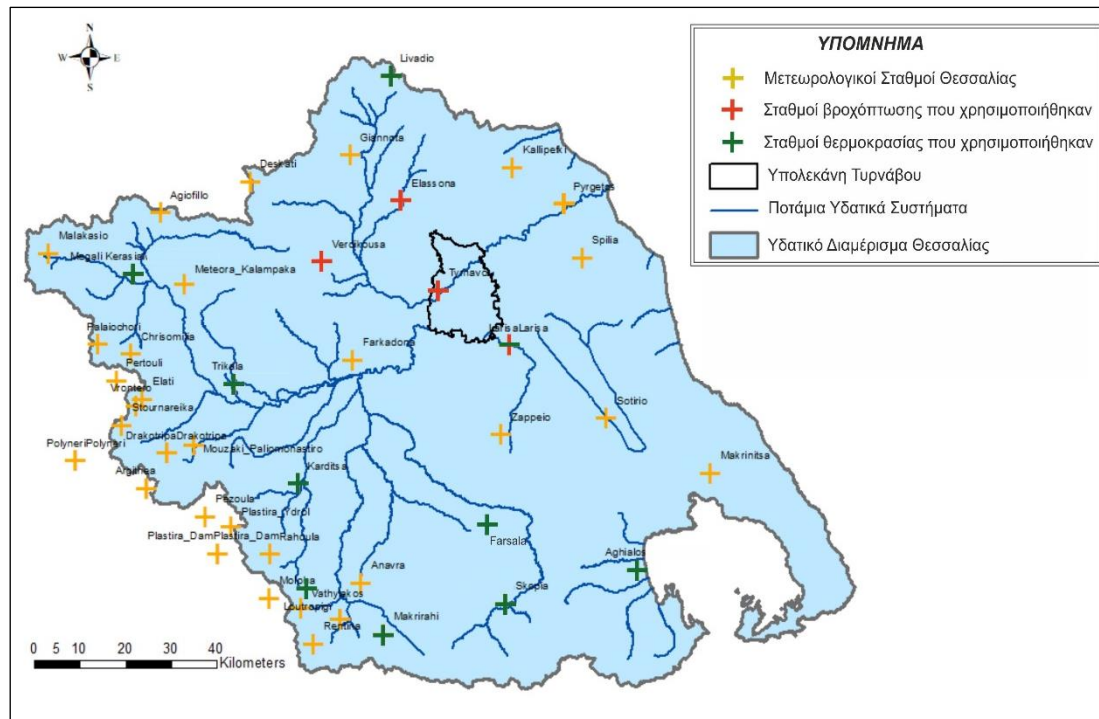 N
W E
S
ΥΠΟΜΝΗΜΑ
Μετεωρολογικοί Σταθμοί Θεσσαλίας
Σταθμοί βροχόπτωσης που χρησιμοποιήθηκαν
Σταθμοί θερμοκρασίας που χρησιμοποιήθηκαν
Υπολεκάνη Τυρνάβου
Ποτάμια Υδατικά Συστήματα
Υδατικό Διαμέρισμα Θεσσαλίας
Livadio
Giannota
Kallipefki
Deskati
Elassona
Pyrgetos
Agiofillo
Malakasio
Verdikousa
Spilia
Megali Kerasia
Meteora_Kalampaka
Tyrnavos
Palaiochori
Chrisomilia
LarisaLarisa
Farkadona
Pertouli
Elati
Trikala
Vrontero
Stournareika
Sotirio
Zappeio
DrakotripaDrakotripa
PolyneriPolyneri
Mouzaki_Paliomonastiro
Argithea
Karditsa
Makrinitsa
Pezoula
Plastira_Ydrol
Plastira_DamPlastira_Dam
Rahoula
Farsala
Anavra
Aghialos
Moloha
Vathylakos
Skopia
Loutropigi
Makrirahi
Rentina
0 5 10 20 30 40
Kilometers